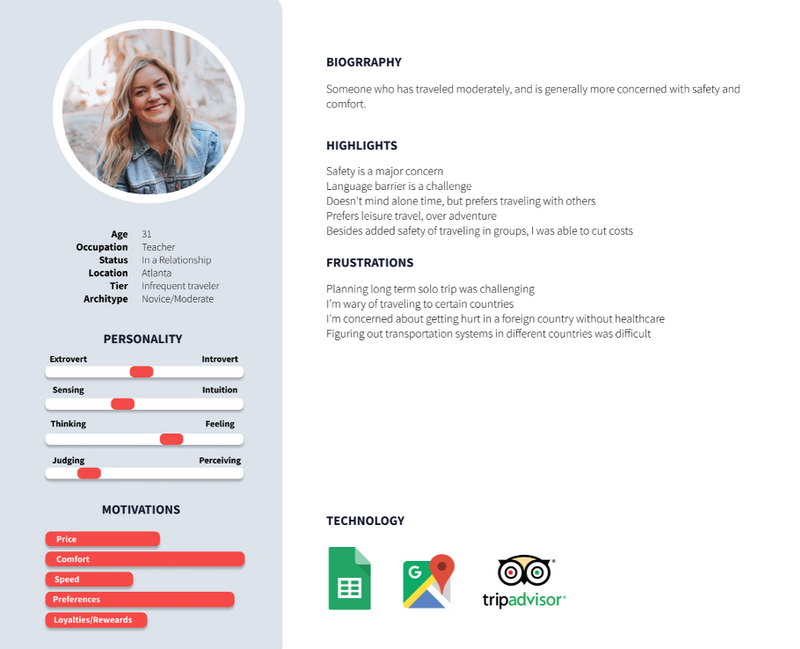 Age 31
Occupation Teacher
Status In a Relationship
Location Atlanta
Tier Infrequent traveler
Architype Novice/Moderate
PERSONALITY
Extrovert Introvert
Sensing Intuition
Thinking Feeling
Judging Perceiving
MOTIVATIONS
Price
Comfort
Speed
Preferences
Loyalties/Reweards
BIOGRRAPHY
Someone who has traveled moderately, and is generally more concerned with safety and
comfort.
HIGHLIGHTS
Safety is a major concern
Language barrier is a challenge
Doesn't mind alone time, but prefers traveling with others
Prefers leisure travel, over adventure
Besides added safety of traveling in groups, I was able to cut costs
FRUSTRATIONS
Planning long term solo trip was challenging
I'm wary of traveling to certain countries
I'm concerned about getting hurt in a foreign country without healthcare
Figuring out transportation systems in different countries was difficult
TECHNOLOGY
G
tripadvisor®